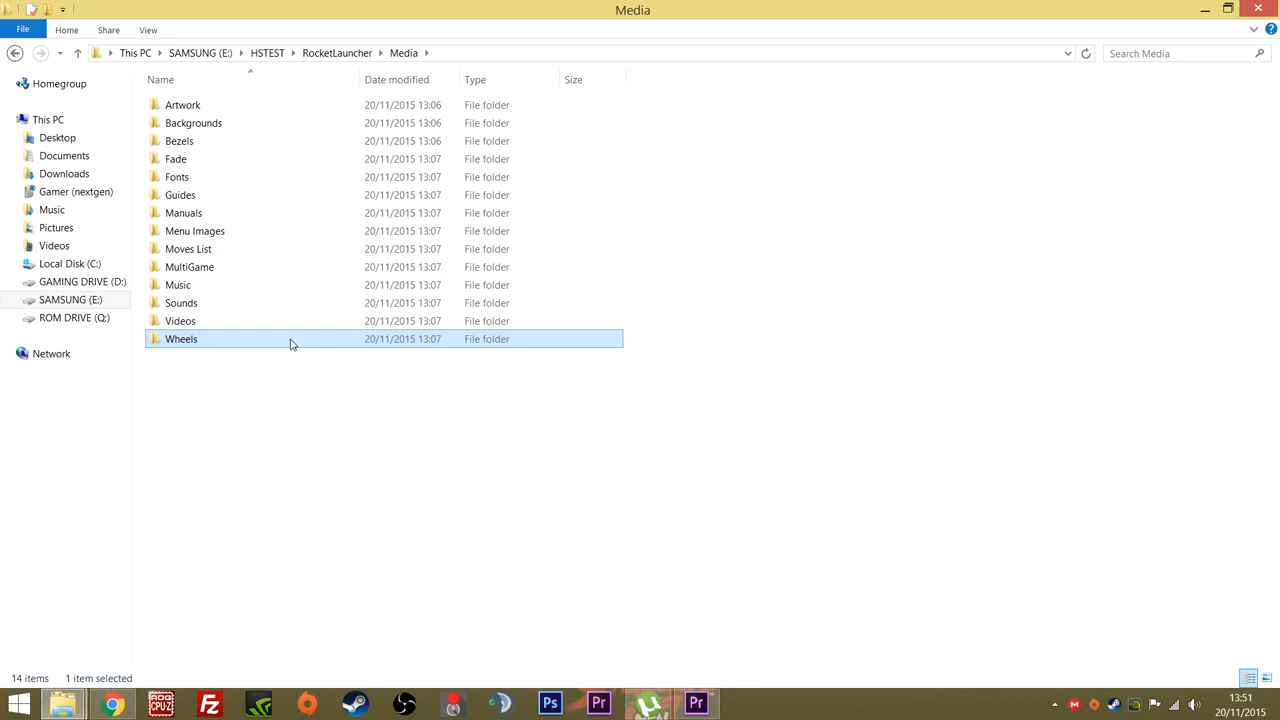 Media
File Home Share View
This PC SAMSUNG (E:) HSTEST RocketLauncher Media
Search Media
Name Date modified Type Size
Homegroup
This PC
Desktop
Documents
Downloads
Gamer (nextgen)
Music
Pictures
Videos
Local Disk (C:)
GAMING DRIVE (D:)
SAMSUNG (E:)
ROM DRIVE (Q:)
Network
Artwork 20/11/2015 13:06 File folder
Backgrounds 20/11/2015 13:06 File folder
Bezels 20/11/2015 13:06 File folder
Fade 20/11/2015 13:07 File folder
Fonts 20/11/2015 13:07 File folder
Guides 20/11/2015 13:07 File folder
Manuals 20/11/2015 13:07 File folder
Menu Images 20/11/2015 13:07 File folder
Moves List 20/11/2015 13:07 File folder
MultiGame 20/11/2015 13:07 File folder
Music 20/11/2015 13:07 File folder
Sounds 20/11/2015 13:07 File folder
Videos 20/11/2015 13:07 File folder
Wheels 20/11/2015 13:07 File folder
14 items 1 item selected
CPU-Z
Fz
Ps
Pr
Pr
13:51
20/11/2015